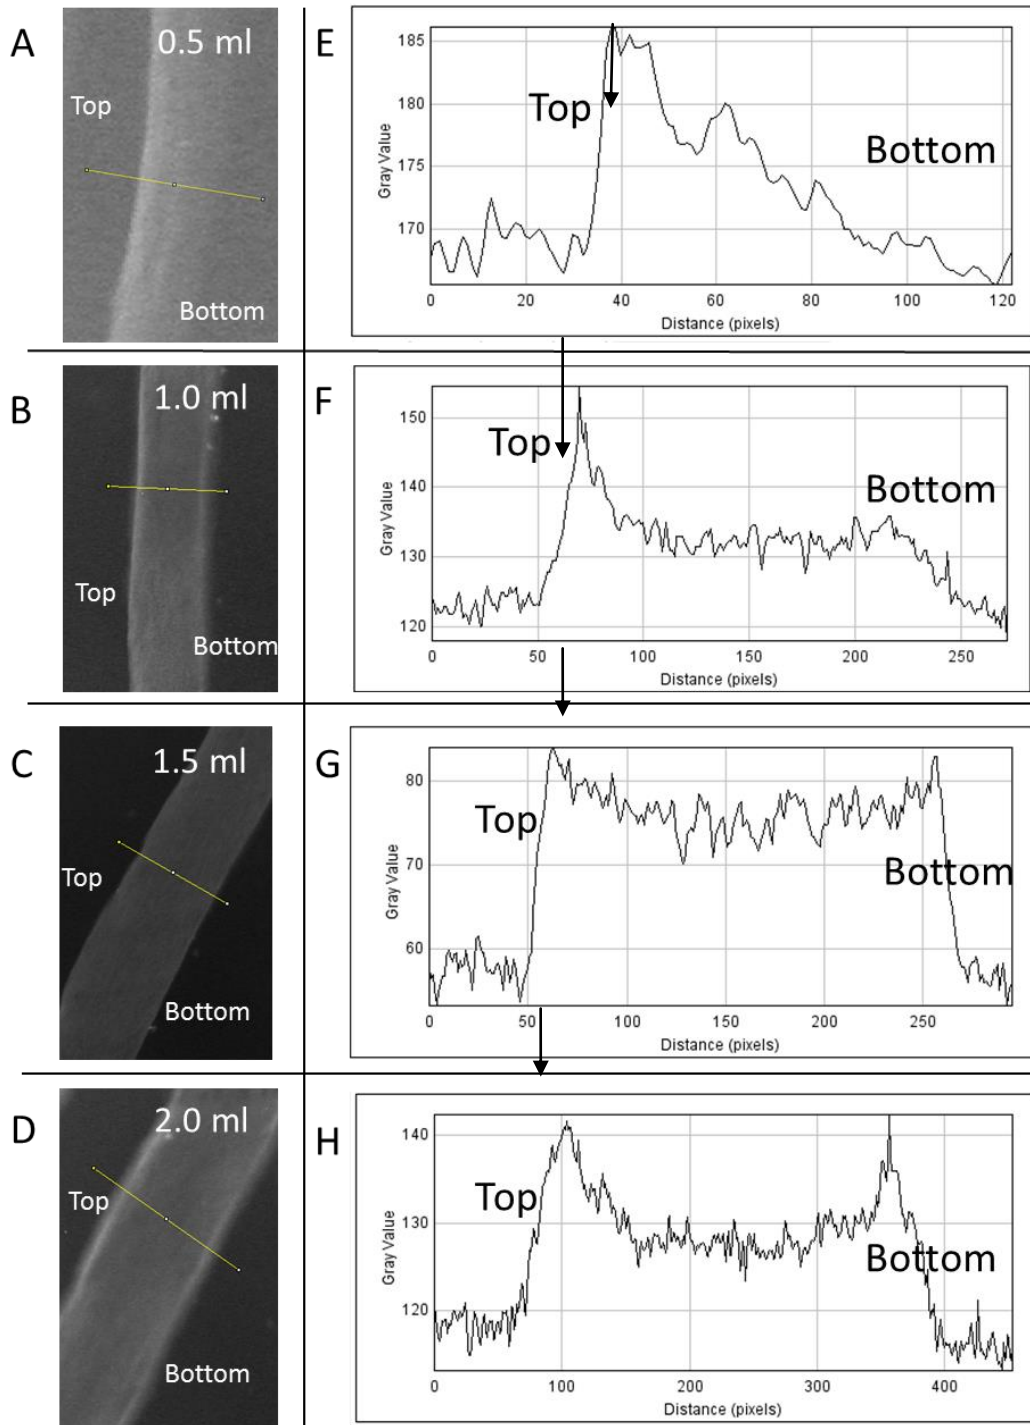 A
0.5 ml
Top
Bottom
E
185
180
175
170
Gray Value
Top
Bottom
0 20 40 60 80 100 120
Distance (pixels)
B
1.0 ml
Top
Bottom
F
150
140
130
120
Gray Value
Top
Bottom
0 50 100 150 200 250
Distance (pixels)
C
1.5 ml
Top
Bottom
G
80
70
60
Gray Value
Top
Bottom
0 50 100 150 200 250
Distance (pixels)
D
2.0 ml
Top
Bottom
H
140
130
120
Gray Value
Top
Bottom
0 100 200 300 400
Distance (pixels)